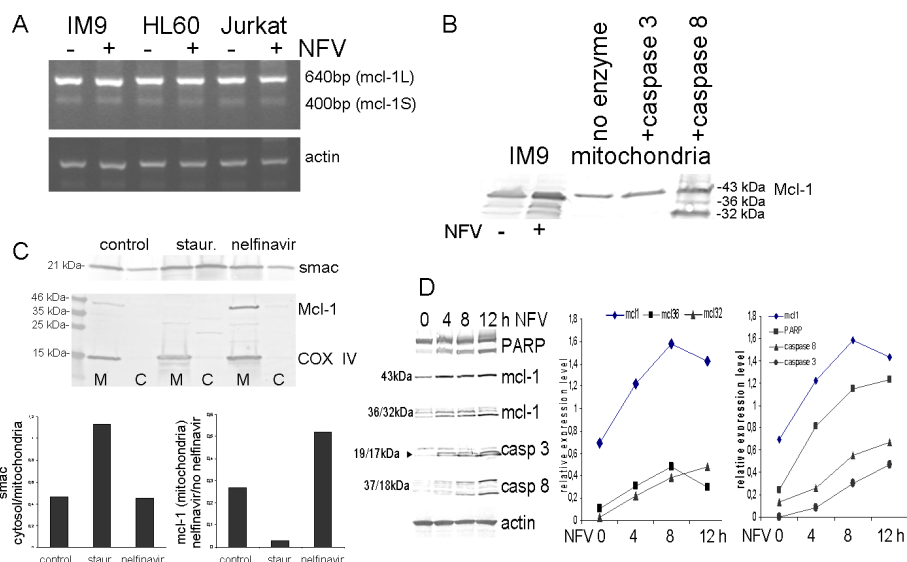 A
IM9 HL60 Jurkat
- + - + - + NFV
640bp (mcl-1L)
400bp (mcl-1S)
actin
B
no enzyme
+caspase 3
+caspase 8
IM9 mitochondria
-43 kDa Mcl-1
-36 kDa
-32 kDa
NFV - +
C
control staur. nelfinavir
21 kDa- smac
46 kDa-
35 kDa- Mcl-1
25 kDa-
15 kDa- COX IV
M C M C M C
smac
cytosol/mitochondria
control staur nelfinavir
mcl-1 (mitochondria)
nelfinavir/no nelfinavir
control staur. nelfinavir
D
0 4 8 12 h NFV
PARP
43kDa mcl-1
36/32kDa mcl-1
19/17kDa casp 3
37/18kDa casp 8
actin
mcl1 mcl36 mcl32
relative expression level
1,8
1,6
1,4
1,2
1
0,8
0,6
0,4
0,2
0
NFV 0 4 8 12 h
mcl1
PARP
caspase 8
caspase 3
relative expression level
1,8
1,6
1,4
1,2
1
0,8
0,6
0,4
0,2
0
NFV 0 4 8 12 h